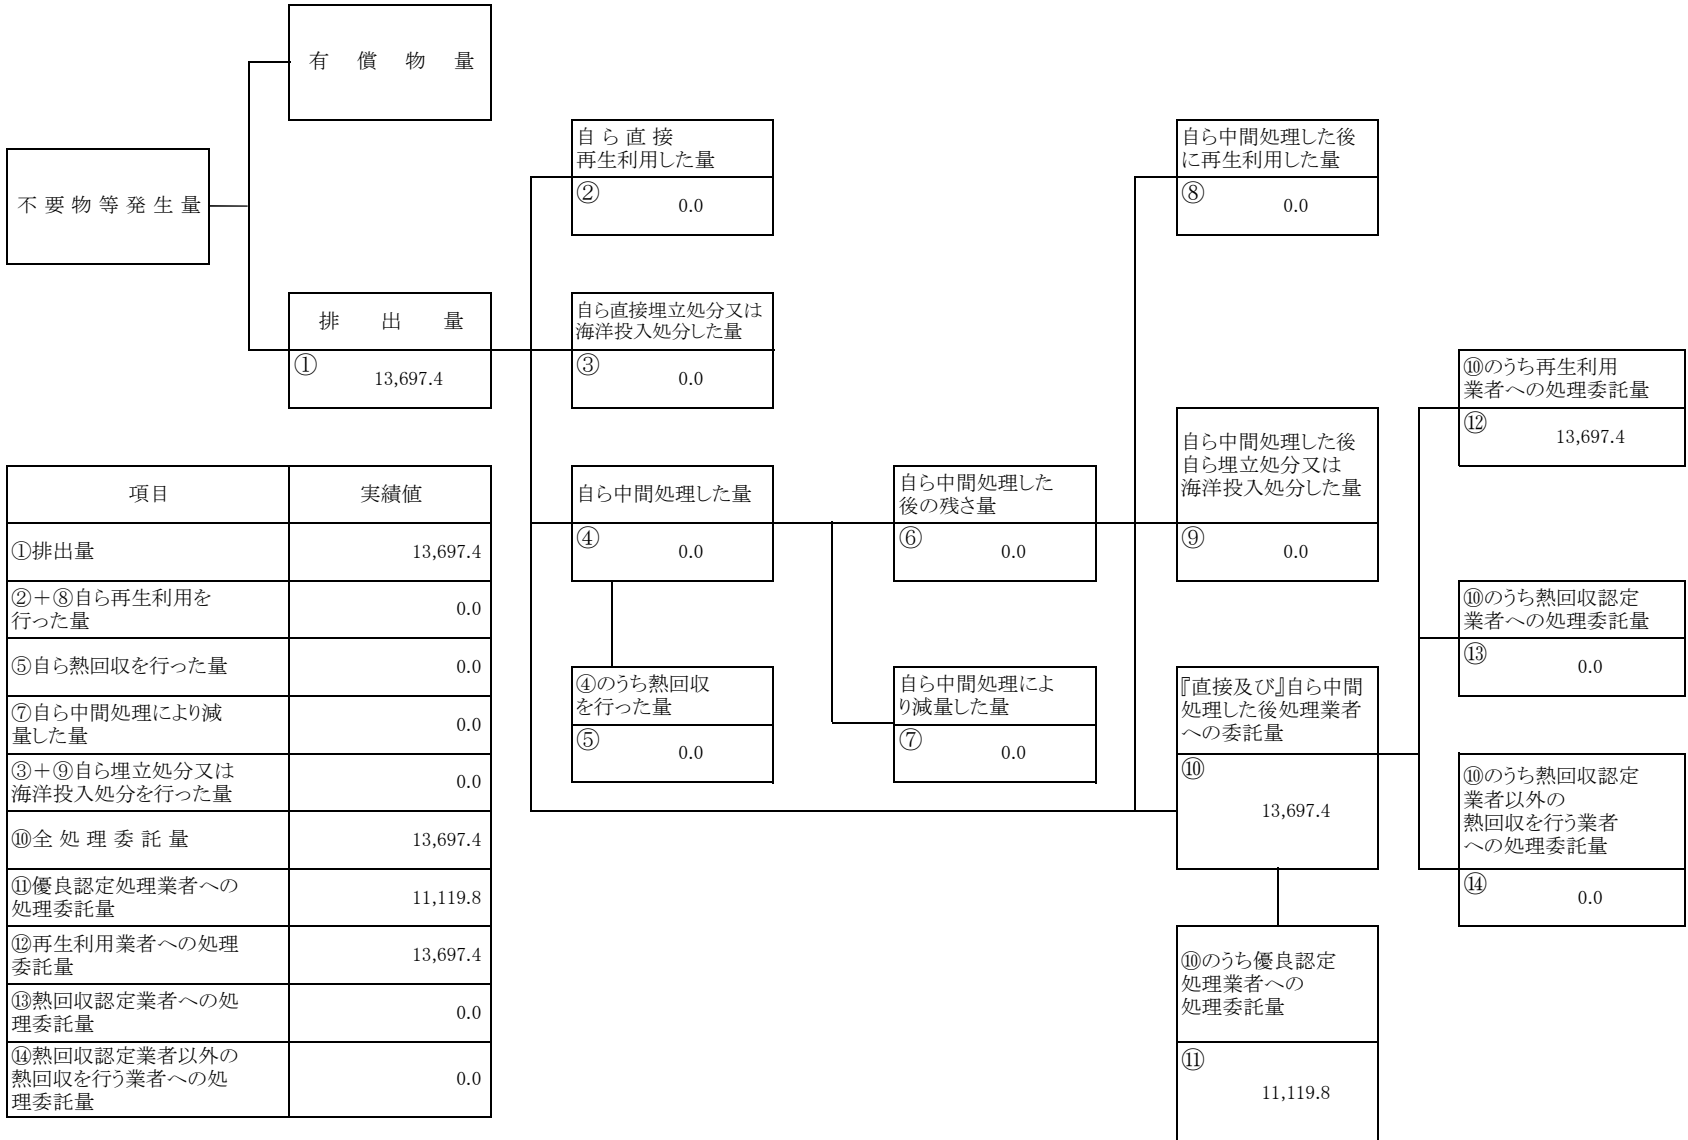 有償物量
不要物等発生量
排出量
①
13,697.4
自ら直接
再生利用した量
②
0.0
自ら直接埋立処分又は
海洋投入処分した量
③
0.0
自ら中間処理した量
④
0.0
④のうち熱回収
を行った量
⑤
0.0
自ら中間処理した
後の残さ量
⑥
0.0
自ら中間処理によ
り減量した量
⑦
0.0
自ら中間処理した後
に再生利用した量
⑧
0.0
自ら中間処理した後
自ら埋立処分又は
海洋投入処分した量
⑨
0.0
『直接及び』自ら中間
処理した後処理業者
への委託量
⑩
13,697.4
⑩のうち優良認定
処理業者への
処理委託量
⑪
11,119.8
⑩のうち再生利用
業者への処理委託量
⑫
13,697.4
⑩のうち熱回収認定
業者への処理委託量
⑬
0.0
⑩のうち熱回収認定
業者以外の
熱回収を行う業者
への処理委託量
⑭
0.0
項目 実績値
①排出量 13,697.4
②+⑧自ら再生利用を
行った量 0.0
⑤自ら熱回収を行った量 0.0
⑦自ら中間処理により減
量した量 0.0
③+⑨自ら埋立処分又は
海洋投入処分を行った量 0.0
⑩全処理委託量 13,697.4
⑪優良認定処理業者への
処理委託量 11,119.8
⑫再生利用業者への処理
委託量 13,697.4
⑬熱回収認定業者への処
理委託量 0.0
⑭熱回収認定業者以外の
熱回収を行う業者への処
理委託量 0.0